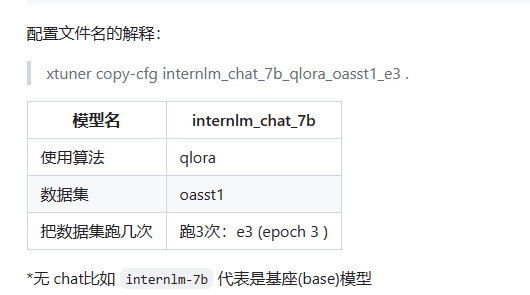 配置文件名的解释：
xtuner copy-cfg internlm_chat_7b_qlora_oasst1_e3 .
模型名 internlm_chat_7b
使用算法 qlora
数据集 oasst1
把数据集跑几次 跑3次：e3 (epoch 3 )
*无 chat比如 internlm-7b 代表是基座(base)模型